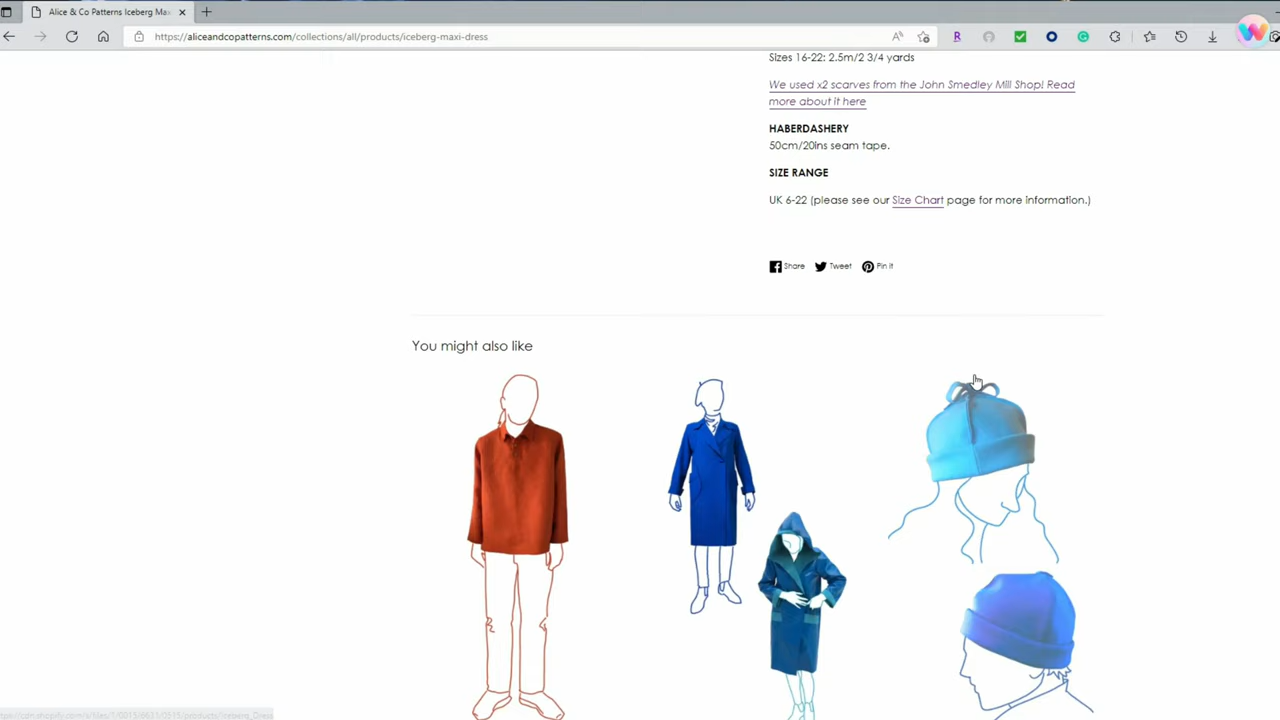 Alice & Co Patterns Iceberg Max
https://aliceandcopatterns.com/collections/all/products/iceberg-maxi-dress
Sizes 16-22: 2.5m/2 3/4 yards
We used x2 scarves from the John Smedley Mill Shop! Read
more about it here
HABERDASHERY
50cm/20ins seam tape.
SIZE RANGE
UK 6-22 (please see our Size Chart page for more information.)
Share Tweet Pin it
You might also like